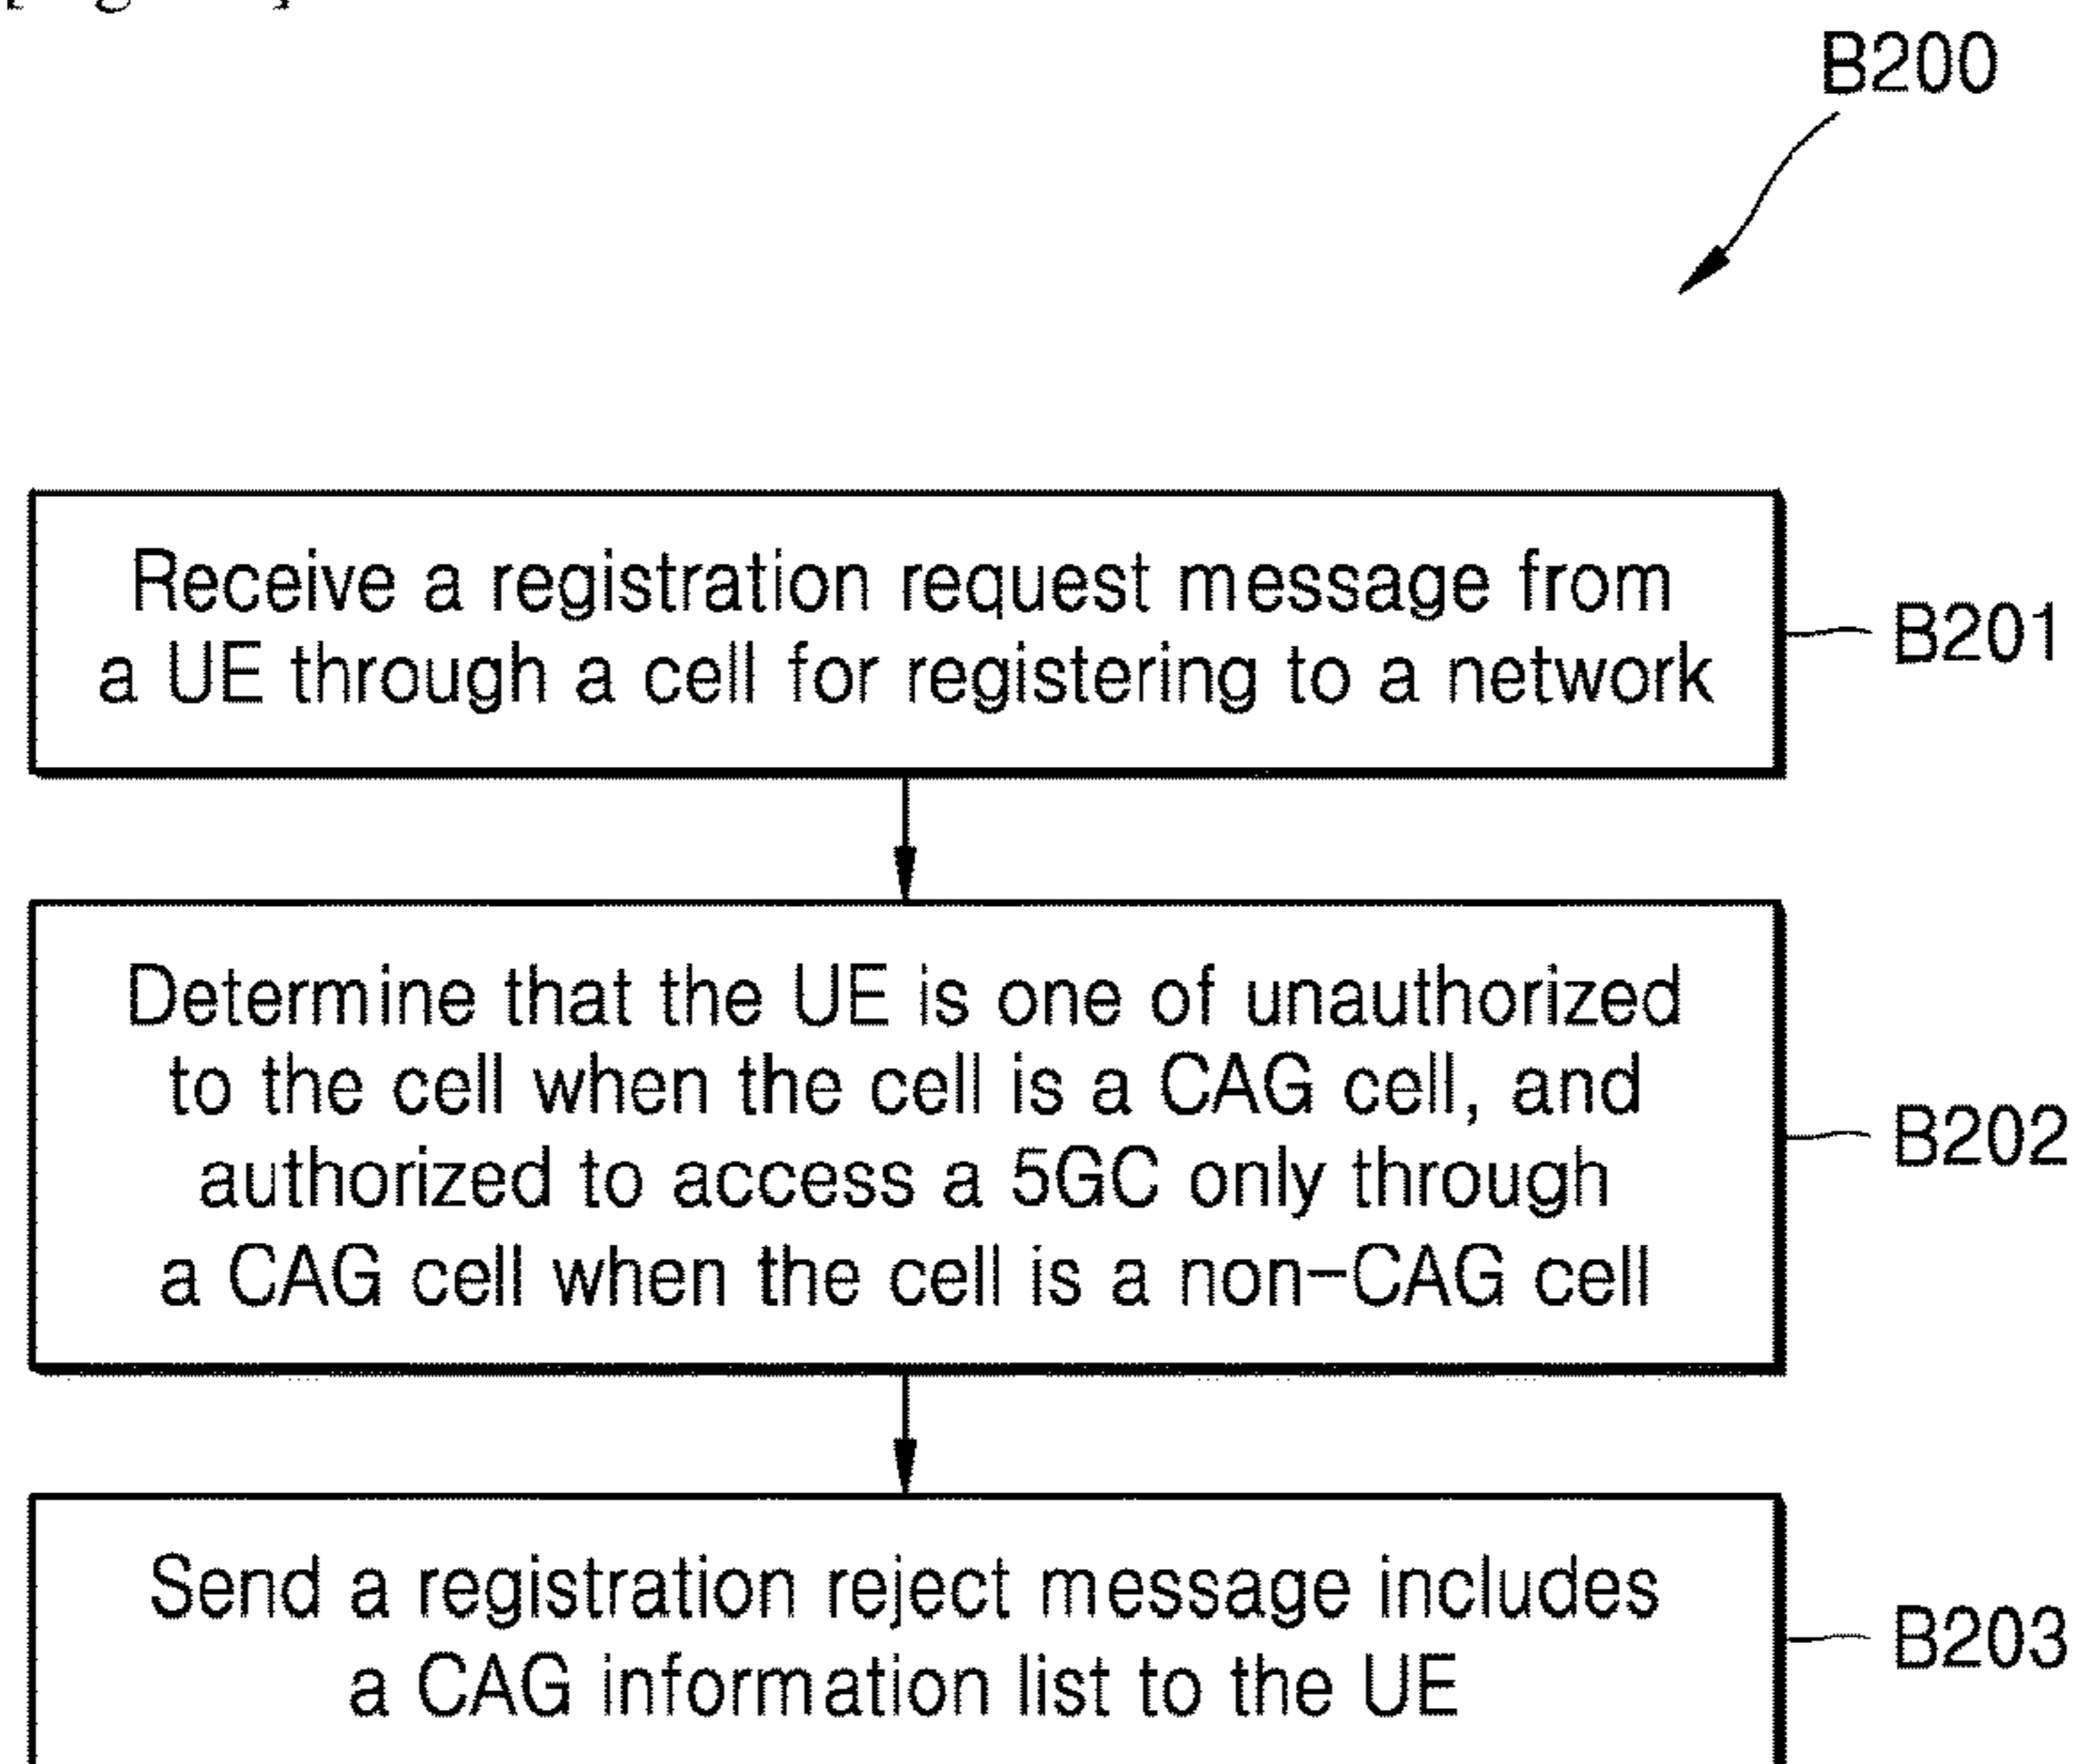 B200
Receive a registration request message from
a UE through a cell for registering to a network
B201
Determine that the UE is one of unauthorized
to the cell when the cell is a CAG cell, and
authorized to access a 5GC only through
a CAG cell when the cell is a non-CAG cell
B202
Send a registration reject message includes
a CAG information list to the UE
B203